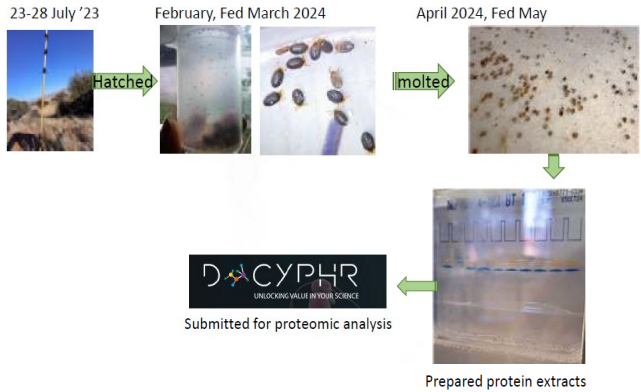 23-28 July '23
February, Fed March 2024
April 2024, Fed May
Hatched
molted
D CYPHR
UNLOCKING VALUE IN YOUR SCIENCE
Submitted for proteomic analysis
Prepared protein extracts